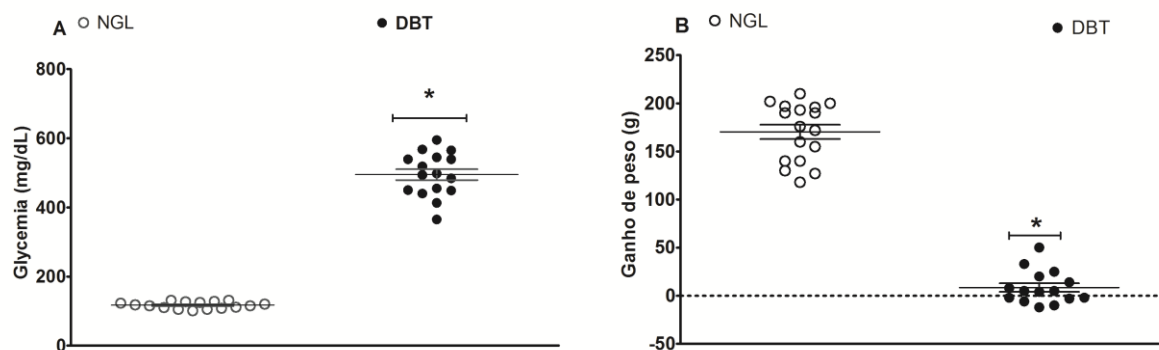 A
NGL
DBT
Glycemia (mg/dL)
800
600
400
200
0
*
B
NGL
DBT
Ganho de peso (g)
250
200
150
100
50
0
-50
*